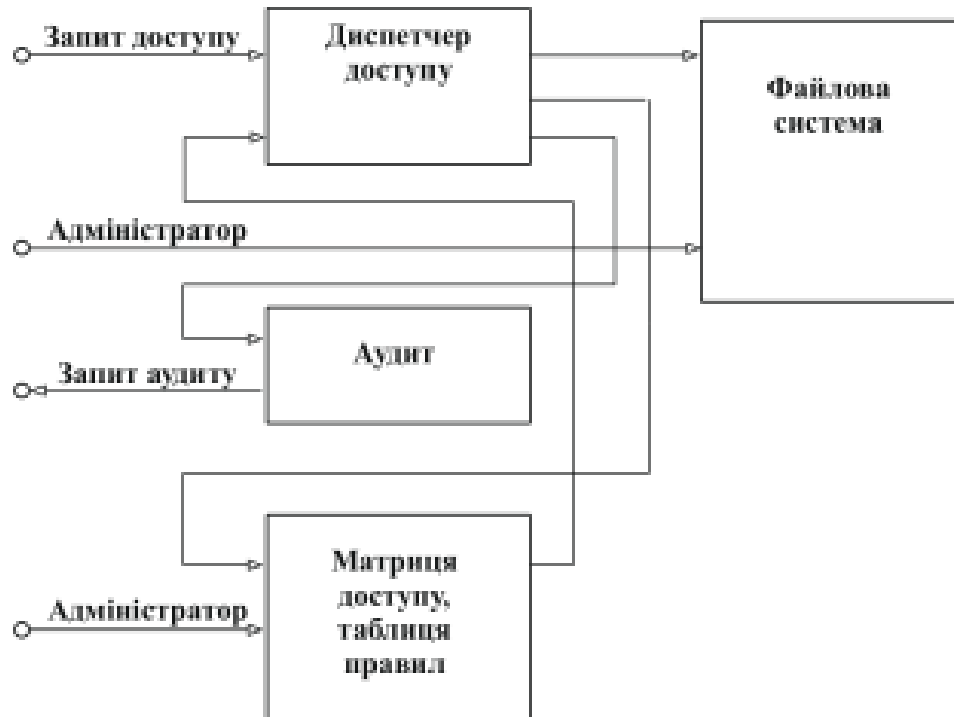 Запит доступу
Диспетчер
доступу
Файлова
система
Адміністратор
Аудит
Запит аудиту
Матриця
доступу,
таблиця
правил
Адміністратор